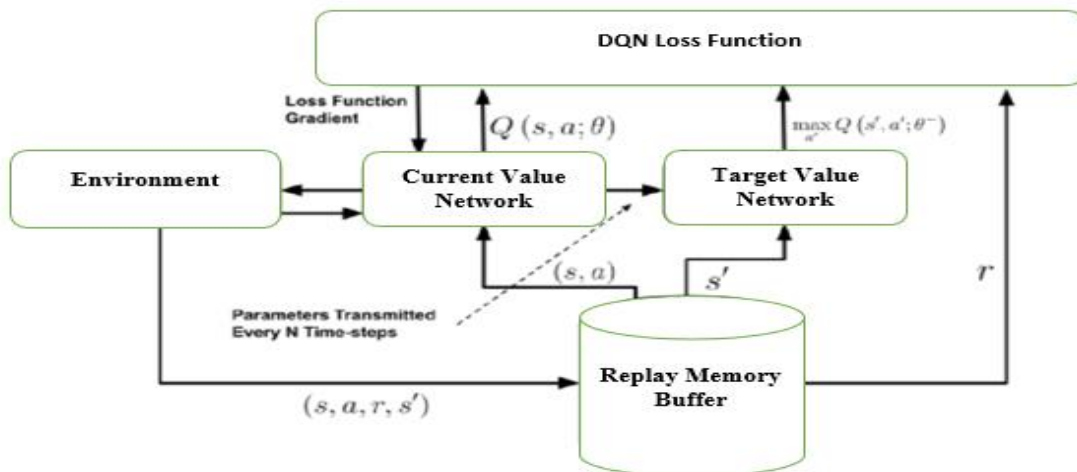 DQN Loss Function
Loss Function
Gradient
Q (s, a; θ)
max Q (s′, a′; θ⁻)
a′
Environment
Current Value
Network
Target Value
Network
(s, a)
s′
r
Parameters Transmitted
Every N Time-steps
Replay Memory
Buffer
(s, a, r, s′)